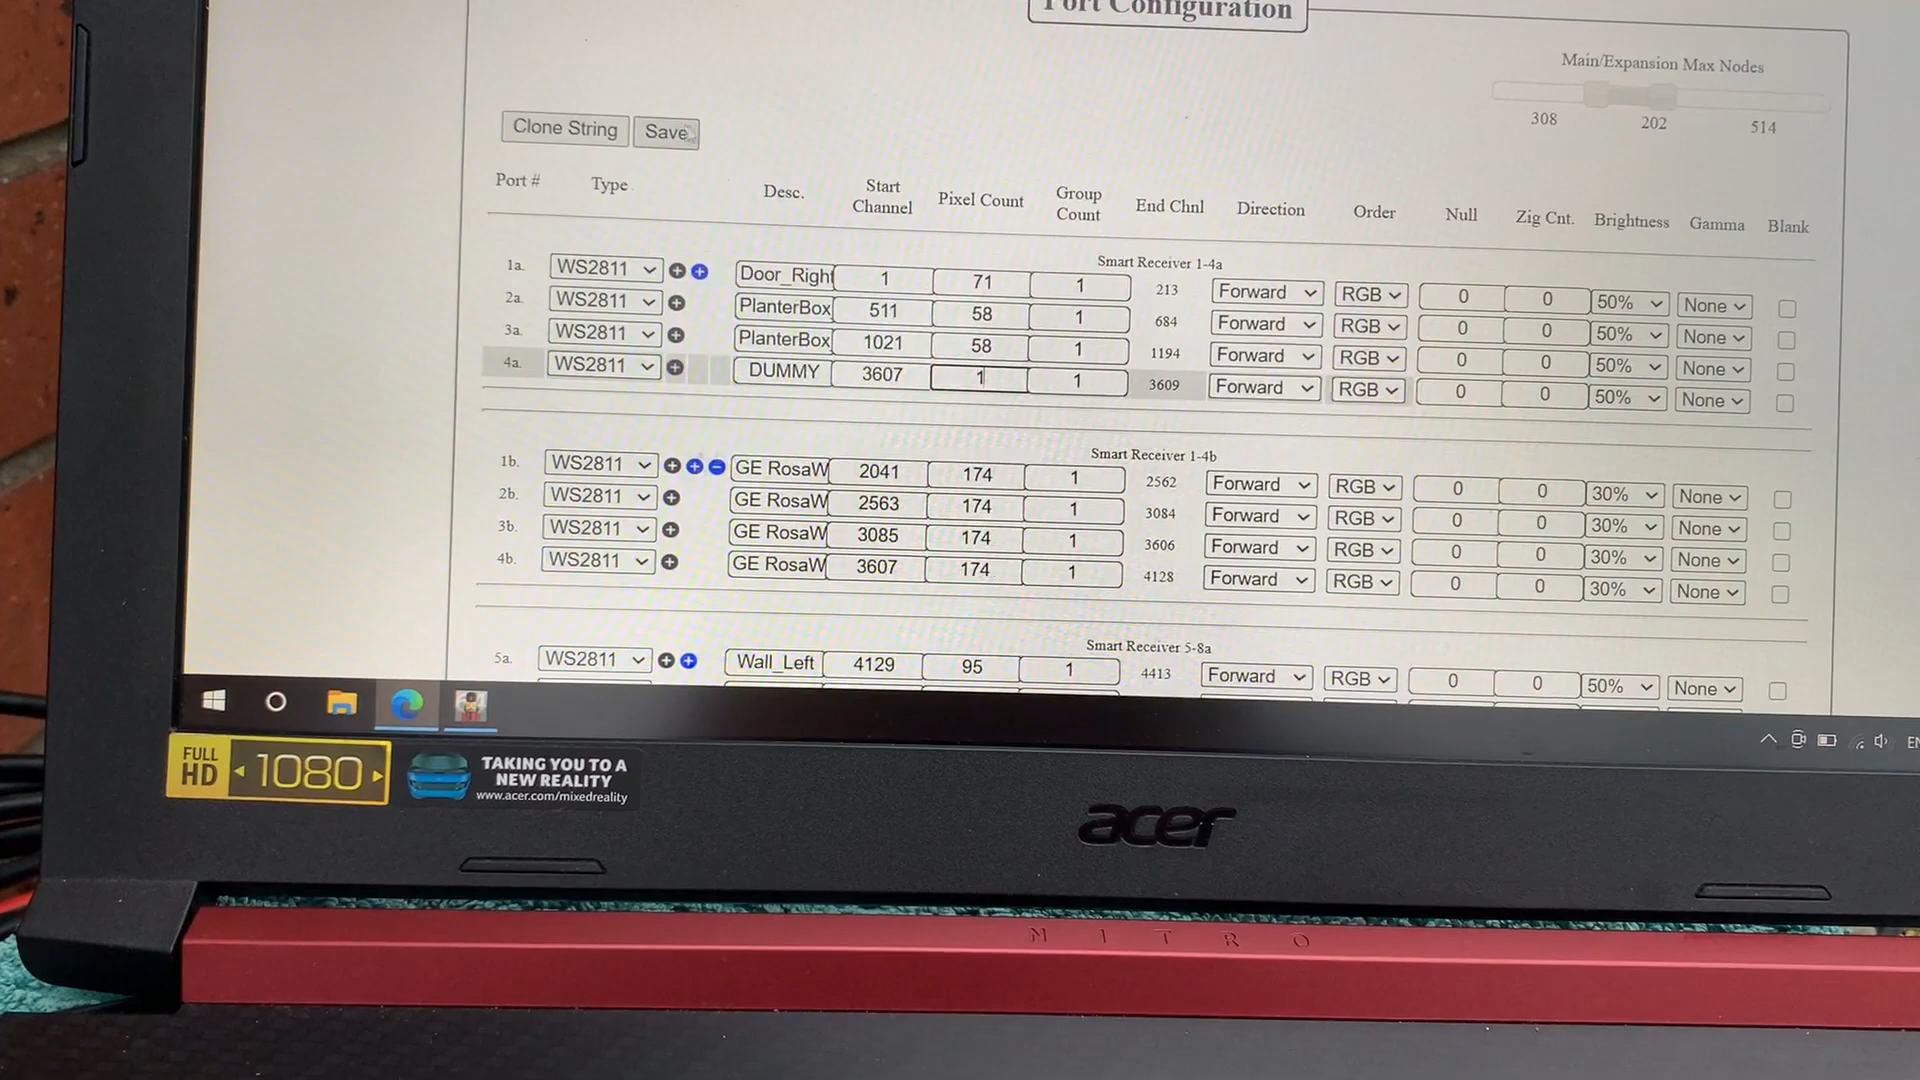 Port Configuration
Main/Expansion Max Nodes
308 202 514
Clone String Save
Port # Type Desc. Start Channel Pixel Count Group Count End Chnl Direction Order Null Zig Cnt. Brightness Gamma Blank
Smart Receiver 1-4a
1a. WS2811 Door_Right 1 71 1 213 Forward RGB 0 0 50% None
2a. WS2811 PlanterBox 511 58 1 684 Forward RGB 0 0 50% None
3a. WS2811 PlanterBox 1021 58 1 1194 Forward RGB 0 0 50% None
4a. WS2811 DUMMY 3607 1 1 3609 Forward RGB 0 0 50% None
Smart Receiver 1-4b
1b. WS2811 GE RosaW 2041 174 1 2562 Forward RGB 0 0 30% None
2b. WS2811 GE RosaW 2563 174 1 3084 Forward RGB 0 0 30% None
3b. WS2811 GE RosaW 3085 174 1 3606 Forward RGB 0 0 30% None
4b. WS2811 GE RosaW 3607 174 1 4128 Forward RGB 0 0 30% None
Smart Receiver 5-8a
5a. WS2811 Wall_Left 4129 95 1 4413 Forward RGB 0 0 50% None
FULL HD 1080
TAKING YOU TO A
NEW REALITY
www.acer.com/mixedreality
acer
NITRO